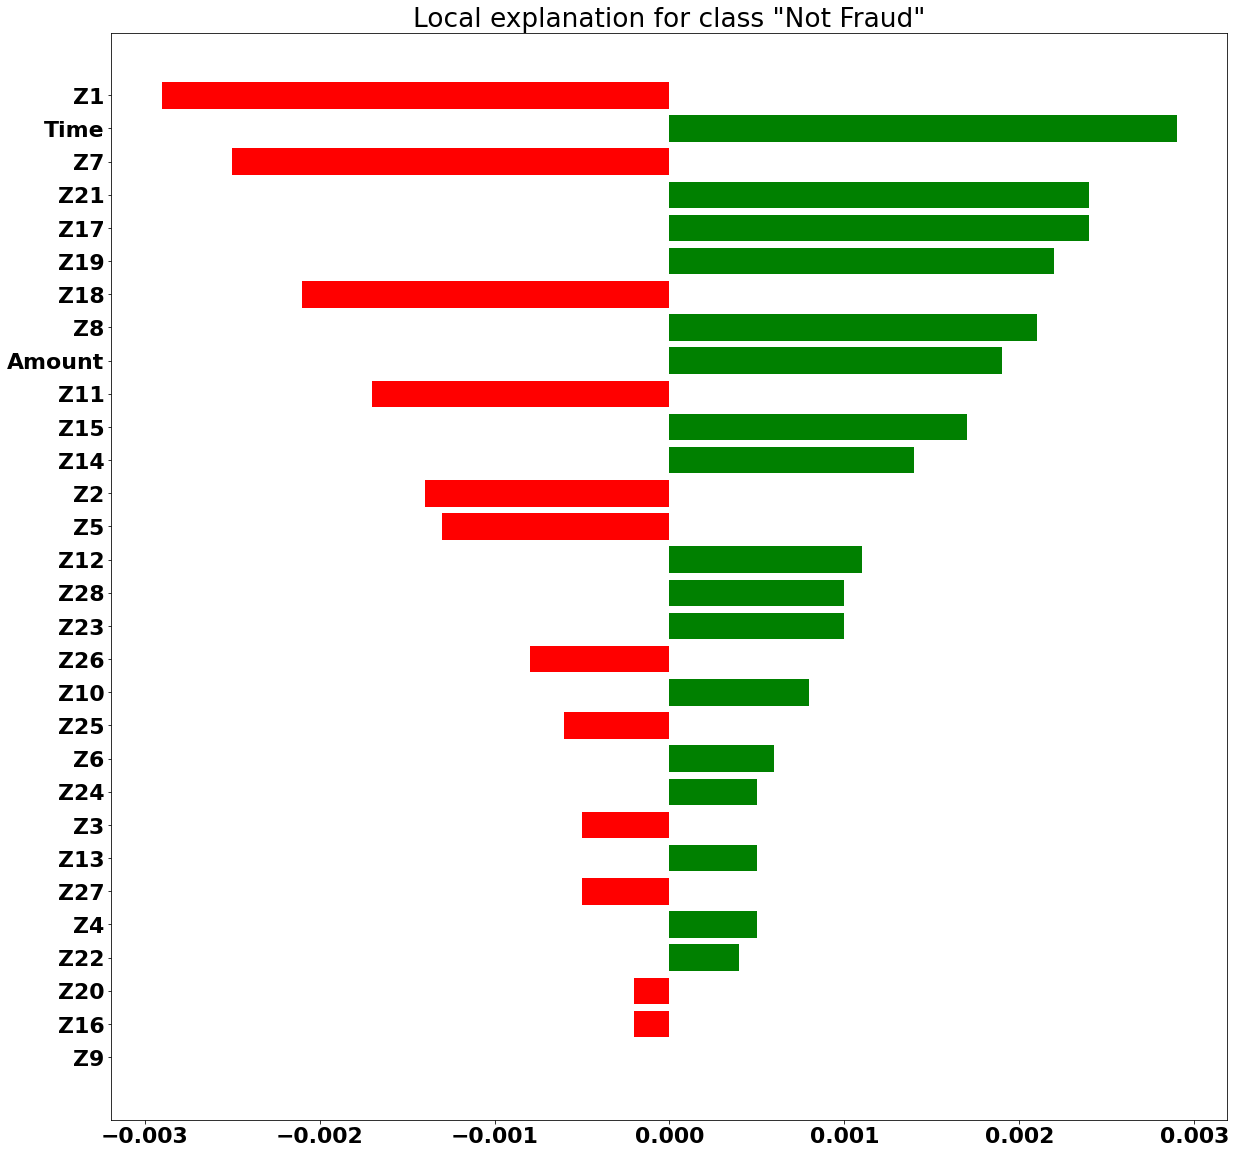 Local explanation for class "Not Fraud"
Z1
Time
Z7
Z21
Z17
Z19
Z18
Z8
Amount
Z11
Z15
Z14
Z2
Z5
Z12
Z28
Z23
Z26
Z10
Z25
Z6
Z24
Z3
Z13
Z27
Z4
Z22
Z20
Z16
Z9
−0.003 −0.002 −0.001 0.000 0.001 0.002 0.003